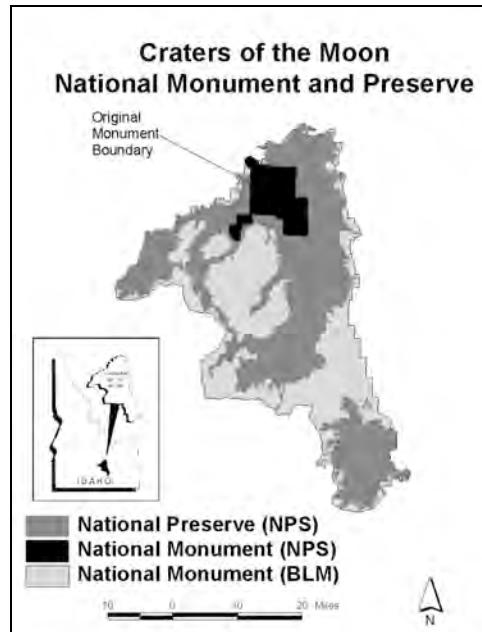 Craters of the Moon
National Monument and Preserve
Original
Monument
Boundary
IDAHO
National Preserve (NPS)
National Monument (NPS)
National Monument (BLM)
10 0 10 20 Miles
N